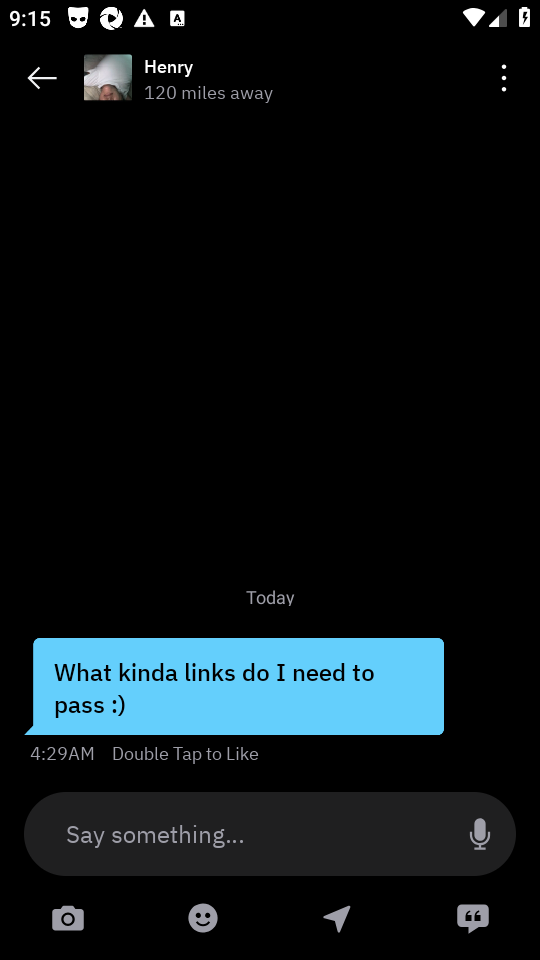 9:15
Henry
120 miles away
Today
What kinda links do I need to
pass :)
4:29AM Double Tap to Like
Say something...